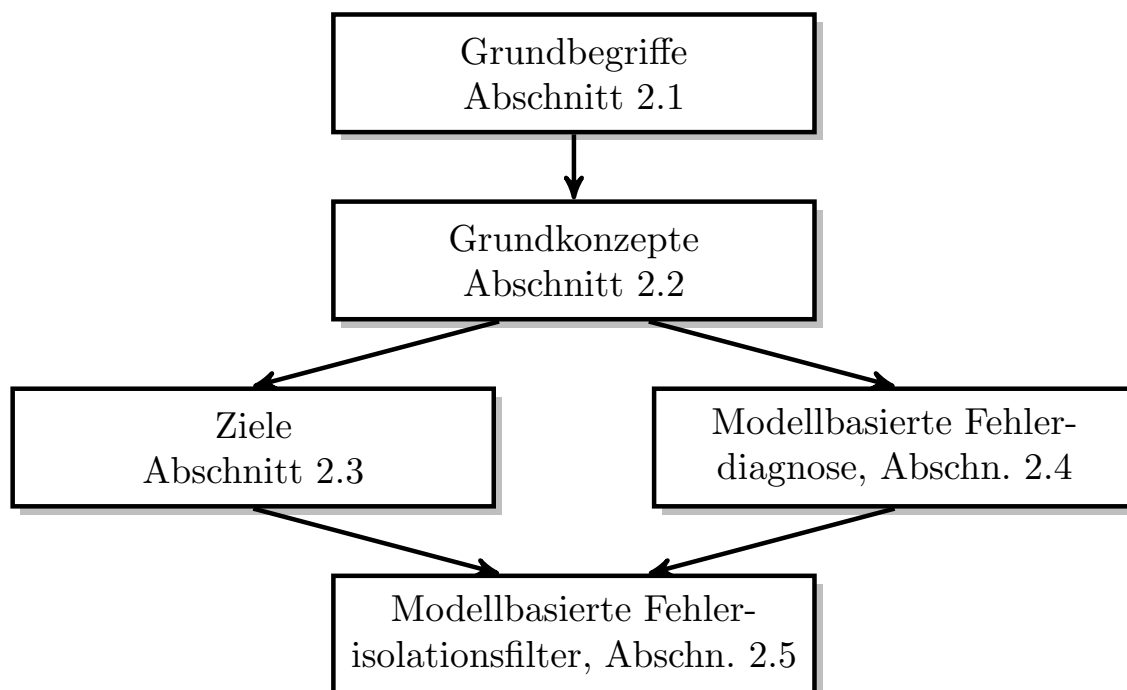 Grundbegriffe
Abschnitt 2.1
Grundkonzepte
Abschnitt 2.2
Ziele
Abschnitt 2.3
Modellbasierte Fehler-
diagnose, Abschn. 2.4
Modellbasierte Fehler-
isolationsfilter, Abschn. 2.5